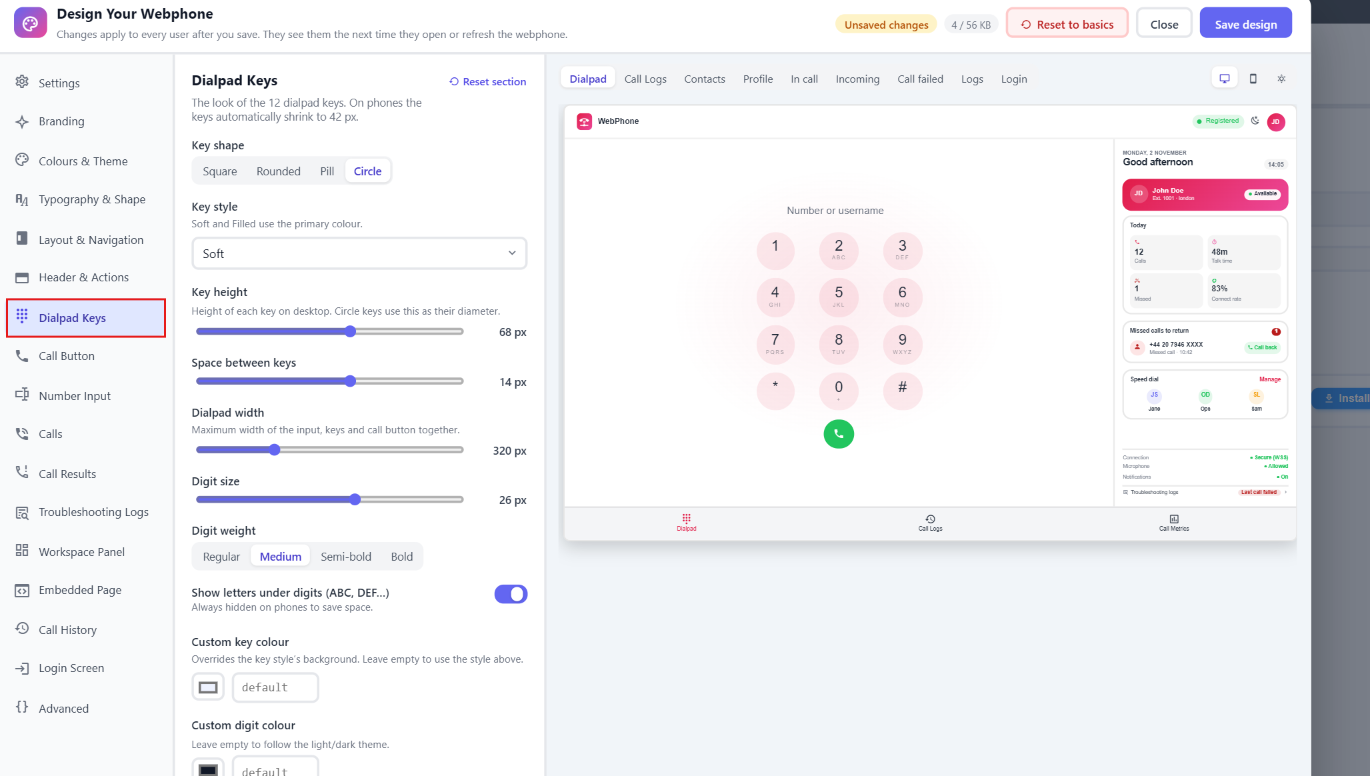 Design Your Webphone
Changes apply to every user after you save. They see them the next time they open or refresh the webphone.
Unsaved changes
4 / 56 KB
Reset to basics
Close
Save design
Settings
Branding
Colours & Theme
Typography & Shape
Layout & Navigation
Header & Actions
Dialpad Keys
Call Button
Number Input
Calls
Call Results
Troubleshooting Logs
Workspace Panel
Embedded Page
Call History
Login Screen
Advanced
Dialpad Keys
Reset section
The look of the 12 dialpad keys. On phones the
keys automatically shrink to 42 px.
Key shape
Square Rounded Pill Circle
Key style
Soft and Filled use the primary colour.
Soft
Key height
Height of each key on desktop. Circle keys use this as their diameter.
68 px
Space between keys
14 px
Dialpad width
Maximum width of the input, keys and call button together.
320 px
Digit size
26 px
Digit weight
Regular Medium Semi-bold Bold
Show letters under digits (ABC, DEF...)
Always hidden on phones to save space.
Custom key colour
Overrides the key style's background. Leave empty to use the style above.
default
Custom digit colour
Leave empty to follow the light/dark theme.
default
Dialpad Call Logs Contacts Profile In call Incoming Call failed Logs Login
WebPhone
Registered
JD
Number or username
1 2 3
ABC DEF
4 5 6
GHI JKL MNO
7 8 9
PQRS TUV WXYZ
* 0 #
+
MONDAY, 2 NOVEMBER
Good afternoon
14:05
JD
John Doe
Ext. 1001 · london
Available
Today
12
Calls
48m
Talk time
1
Missed
83%
Connect rate
Missed calls to return
+44 20 7946 XXXX
Missed call · 10:42
Call back
Speed dial
Manage
JS OD SL
Jane Ops Sam
Connection
Secure (WSS)
Microphone
Allowed
Notifications
On
Troubleshooting logs
Last call failed
Dialpad
Call Logs
Call Metrics
Install